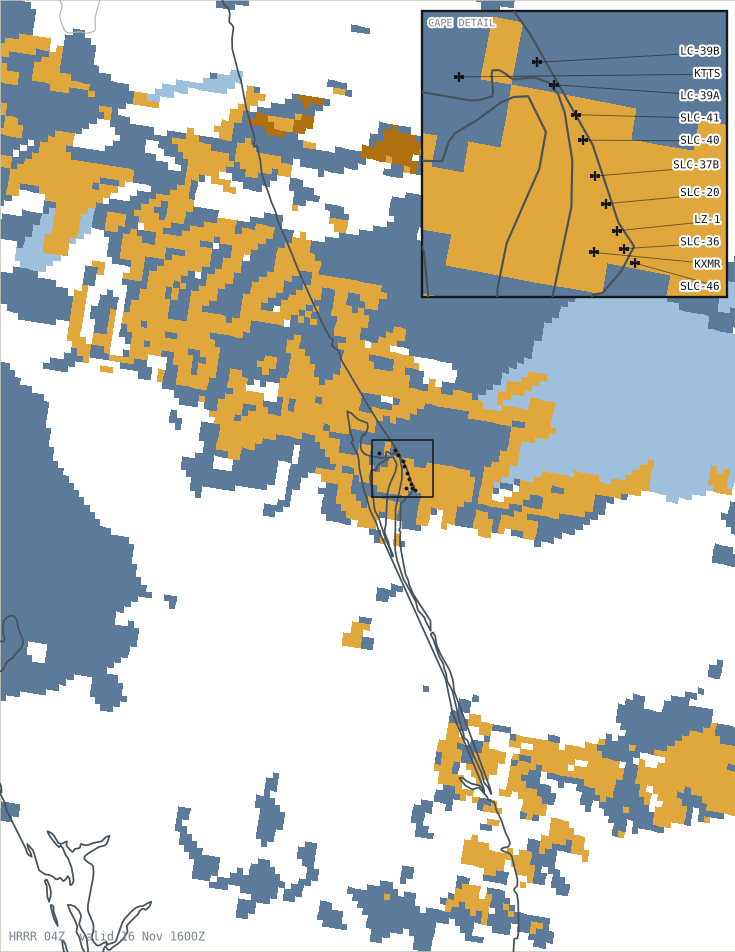 CAPE DETAIL
LC-39B
KTTS
LC-39A
SLC-41
SLC-40
SLC-37B
SLC-20
LZ-1
SLC-36
KXMR
SLC-46
HRRR 04Z valid 16 Nov 1600Z